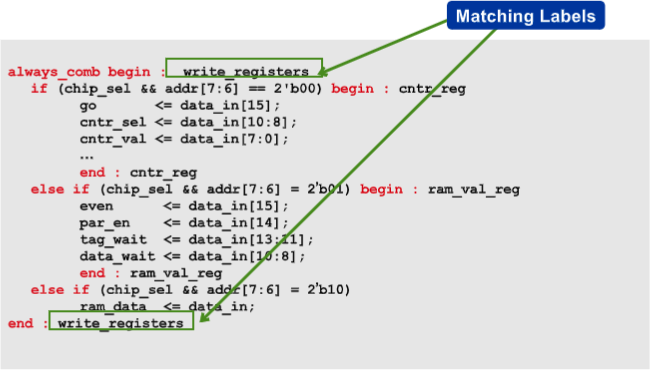 Matching Labels
always_comb begin : write_registers
if (chip_sel && addr[7:6] == 2'b00) begin : cntr_reg
go <= data_in[15];
cntr_sel <= data_in[10:8];
cntr_val <= data_in[7:0];
...
end : cntr_reg
else if (chip_sel && addr[7:6] = 2'b01) begin : ram_val_reg
even <= data_in[15];
par_en <= data_in[14];
tag_wait <= data_in[13:11];
data_wait <= data_in[10:8];
end : ram_val_reg
else if (chip_sel && addr[7:6] = 2'b10)
ram_data <= data_in;
end : write_registers